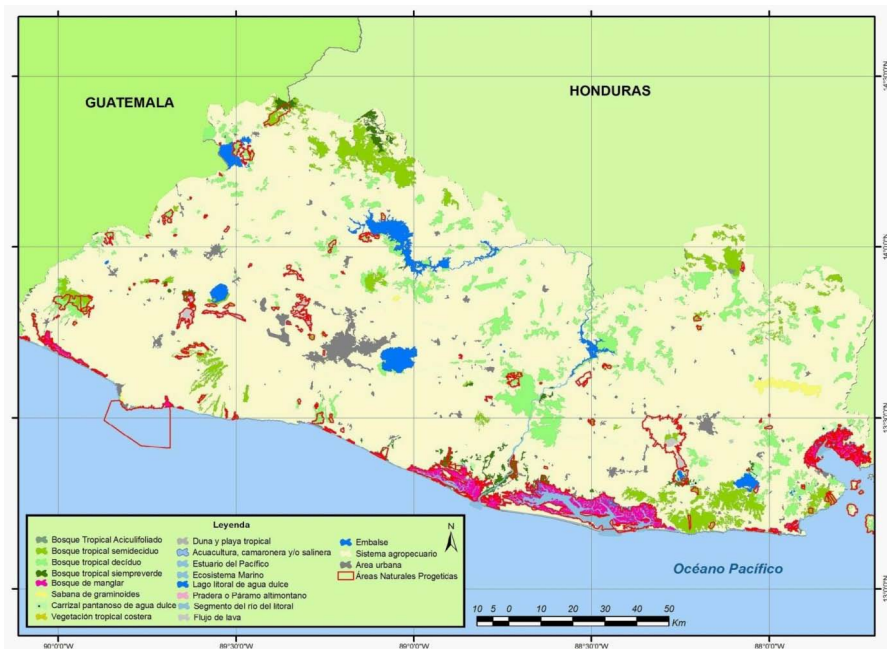 GUATEMALA
HONDURAS
Océano Pacífico
N
Leyenda
Bosque Tropical Aciculifoliado
Bosque tropical semideciduo
Bosque tropical decíduo
Bosque tropical siempreverde
Bosque de manglar
Sabana de graminoides
Carrizal pantanoso de agua dulce
Vegetación tropical costera
Duna y playa tropical
Acuacultura, camaronera y/o salinera
Estuario del Pacífico
Ecosistema Marino
Lago litoral de agua dulce
Pradera o Páramo altimontano
Segmento del río del litoral
Flujo de lava
Embalse
Sistema agropecuario
Area urbana
Áreas Naturales Progeticas
10 5 0 10 20 30 40 50
Km
90°0'0"W 89°30'0"W 89°0'0"W 88°30'0"W 88°0'0"W